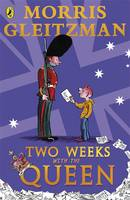 MORRIS
GLEITZMAN
TWO WEEKS
WITH THE
QUEEN